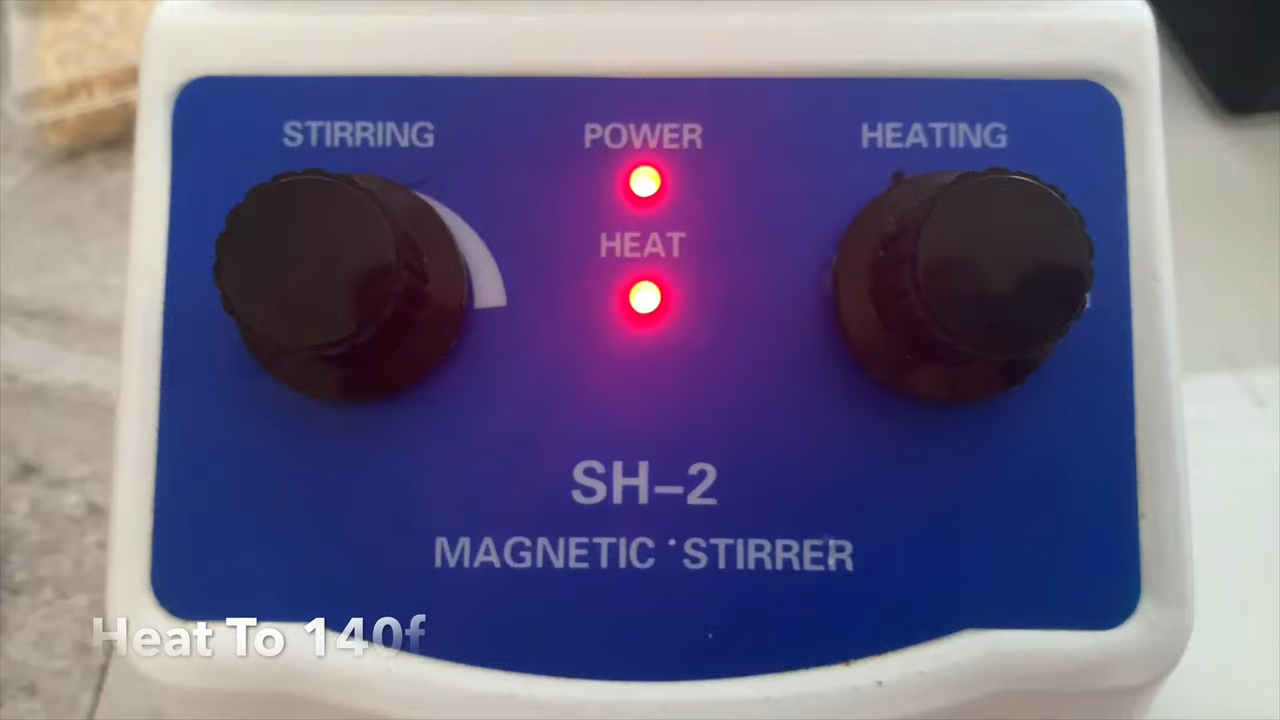 STIRRING
POWER
HEATING
HEAT
SH-2
MAGNETIC STIRRER
Heat To 140f